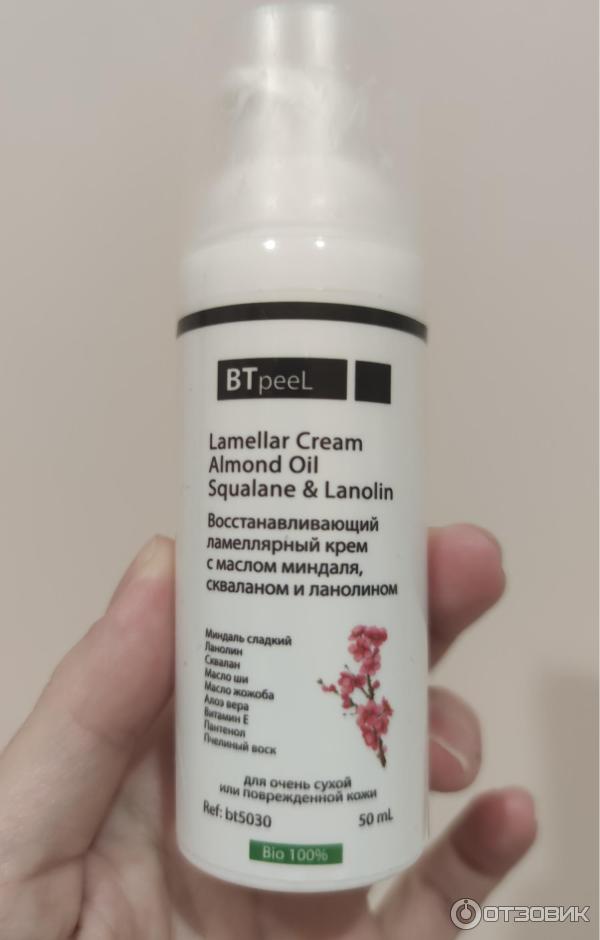 BTpeeL
Lamellar Cream
Almond Oil
Squalane & Lanolin
Восстанавливающий
ламеллярный крем
с маслом миндаля,
скваланом и ланолином
Миндаль сладкий
Ланолин
Сквалан
Масло ши
Масло жожоба
Алоэ вера
Витамин Е
Пантенол
Пчелиный воск
для очень сухой
или поврежденной кожи
Ref: bt5030 50 mL
Bio 100%
ОТЗОВИК